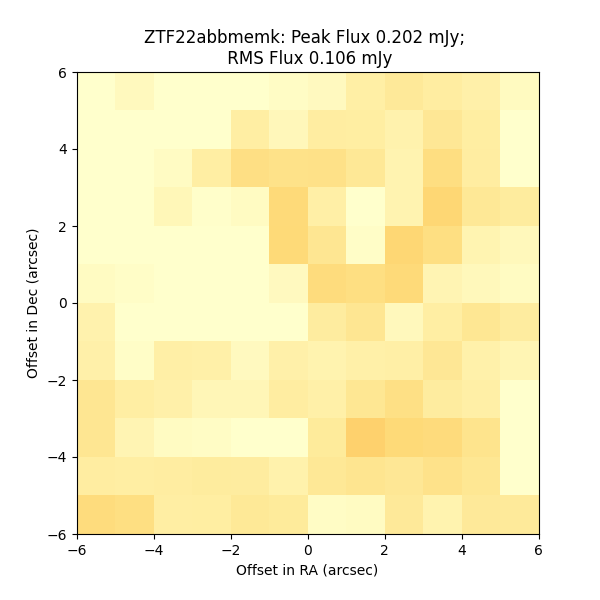 ZTF22abbmemk: Peak Flux 0.202 mJy;
RMS Flux 0.106 mJy
6
4
2
0
−2
−4
−6
Offset in Dec (arcsec)
−6 −4 −2 0 2 4 6
Offset in RA (arcsec)